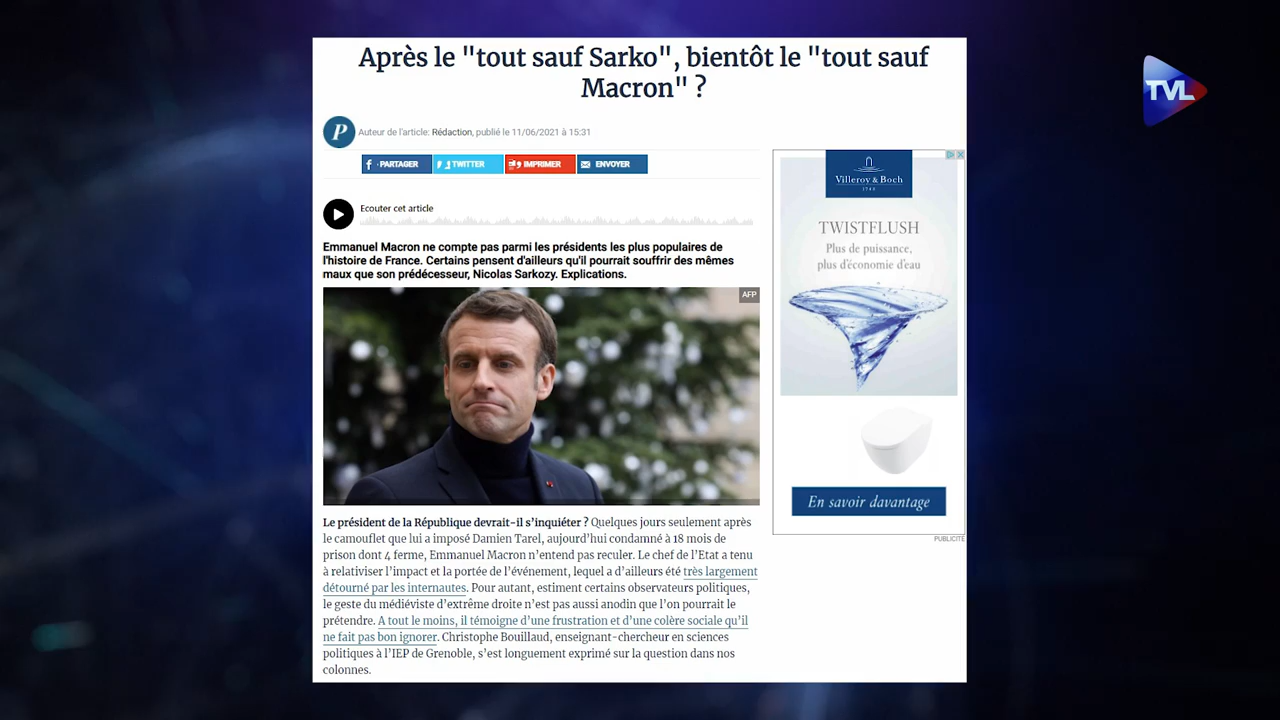 Après le "tout sauf Sarko", bientôt le "tout sauf
Macron" ?
TVL
P
Auteur de l'article: Rédaction, publié le 11/06/2021 à 15:31
PARTAGER
TWITTER
IMPRIMER
ENVOYER
Ecouter cet article
Emmanuel Macron ne compte pas parmi les présidents les plus populaires de
l'histoire de France. Certains pensent d'ailleurs qu'il pourrait souffrir des mêmes
maux que son prédécesseur, Nicolas Sarkozy. Explications.
AFP
Le président de la République devrait-il s'inquiéter ? Quelques jours seulement après
le camouflet que lui a imposé Damien Tarel, aujourd'hui condamné à 18 mois de
prison dont 4 ferme, Emmanuel Macron n'entend pas reculer. Le chef de l'Etat a tenu
à relativiser l'impact et la portée de l'événement, lequel a d'ailleurs été très largement
détourné par les internautes. Pour autant, estiment certains observateurs politiques,
le geste du médiéviste d'extrême droite n'est pas aussi anodin que l'on pourrait le
prétendre. A tout le moins, il témoigne d'une frustration et d'une colère sociale qu'il
ne fait pas bon ignorer. Christophe Bouillaud, enseignant-chercheur en sciences
politiques à l'IEP de Grenoble, s'est longuement exprimé sur la question dans nos
colonnes.
Villeroy & Boch
1748
TWISTFLUSH
Plus de puissance,
plus d'économie d'eau
En savoir davantage
PUBLICITÉ